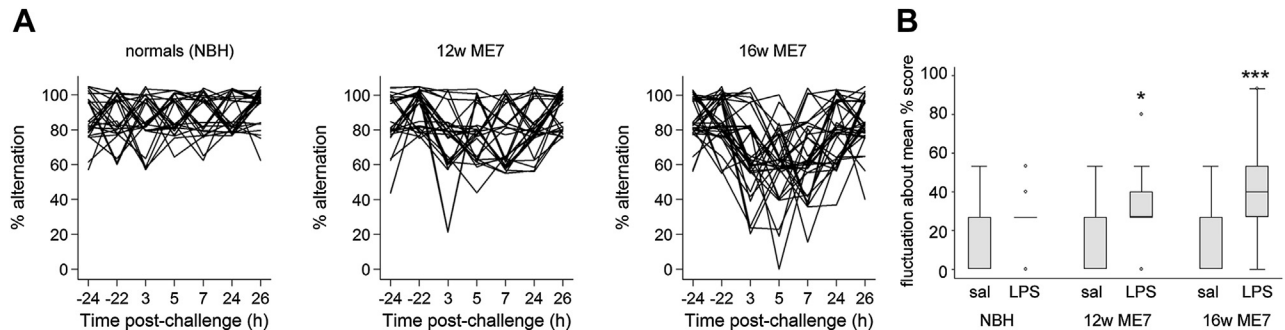 A
normals (NBH)
% alternation
100
80
60
40
20
0
-24 -22 3 5 7 24 26
Time post-challenge (h)
12w ME7
% alternation
100
80
60
40
20
0
-24 -22 3 5 7 24 26
Time post-challenge (h)
16w ME7
% alternation
100
80
60
40
20
0
-24 -22 3 5 7 24 26
Time post-challenge (h)
B
fluctuation about mean % score
100
80
60
40
20
0
*
***
sal LPS sal LPS sal LPS
NBH 12w ME7 16w ME7